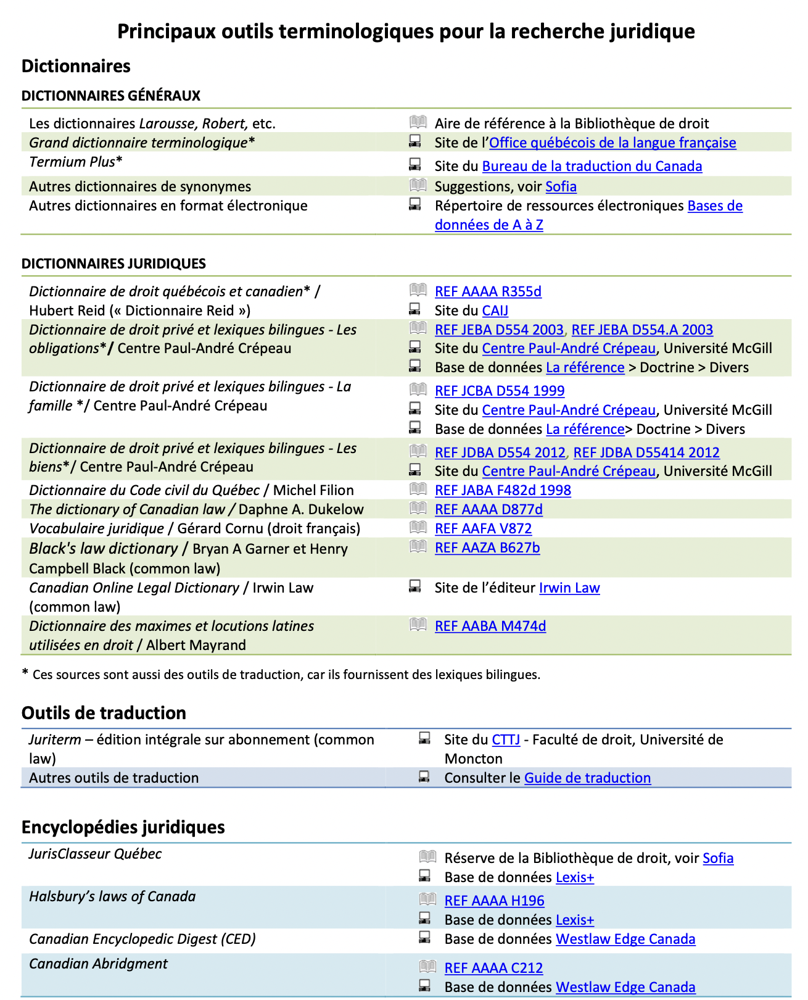 Principaux outils terminologiques pour la recherche juridique
Dictionnaires
DICTIONNAIRES GÉNÉRAUX
Les dictionnaires Larousse, Robert, etc.
Aire de référence à la Bibliothèque de droit
Grand dictionnaire terminologique*
Site de l’Office québécois de la langue française
Termium Plus*
Site du Bureau de la traduction du Canada
Autres dictionnaires de synonymes
Suggestions, voir Sofia
Autres dictionnaires en format électronique
Répertoire de ressources électroniques Bases de
données de A à Z
DICTIONNAIRES JURIDIQUES
Dictionnaire de droit québécois et canadien* /
Hubert Reid (« Dictionnaire Reid »)
REF AAAA R355d
Site du CAIJ
Dictionnaire de droit privé et lexiques bilingues - Les
obligations*/ Centre Paul-André Crépeau
REF JEBA D554 2003, REF JEBA D554.A 2003
Site du Centre Paul-André Crépeau, Université McGill
Base de données La référence > Doctrine > Divers
Dictionnaire de droit privé et lexiques bilingues - La
famille */ Centre Paul-André Crépeau
REF JCBA D554 1999
Site du Centre Paul-André Crépeau, Université McGill
Base de données La référence> Doctrine > Divers
Dictionnaire de droit privé et lexiques bilingues - Les
biens*/ Centre Paul-André Crépeau
REF JDBA D554 2012, REF JDBA D55414 2012
Site du Centre Paul-André Crépeau, Université McGill
Dictionnaire du Code civil du Québec / Michel Filion
REF JABA F482d 1998
The dictionary of Canadian law / Daphne A. Dukelow
REF AAAA D877d
Vocabulaire juridique / Gérard Cornu (droit français)
REF AAFA V872
Black's law dictionary / Bryan A Garner et Henry
Campbell Black (common law)
REF AAZA B627b
Canadian Online Legal Dictionary / Irwin Law
(common law)
Site de l’éditeur Irwin Law
Dictionnaire des maximes et locutions latines
utilisées en droit / Albert Mayrand
REF AABA M474d
* Ces sources sont aussi des outils de traduction, car ils fournissent des lexiques bilingues.
Outils de traduction
Juriterm – édition intégrale sur abonnement (common
law)
Site du CTTJ - Faculté de droit, Université de
Moncton
Autres outils de traduction
Consulter le Guide de traduction
Encyclopédies juridiques
JurisClasseur Québec
Réserve de la Bibliothèque de droit, voir Sofia
Base de données Lexis+
Halsbury’s laws of Canada
REF AAAA H196
Base de données Lexis+
Canadian Encyclopedic Digest (CED)
Base de données Westlaw Edge Canada
Canadian Abridgment
REF AAAA C212
Base de données Westlaw Edge Canada